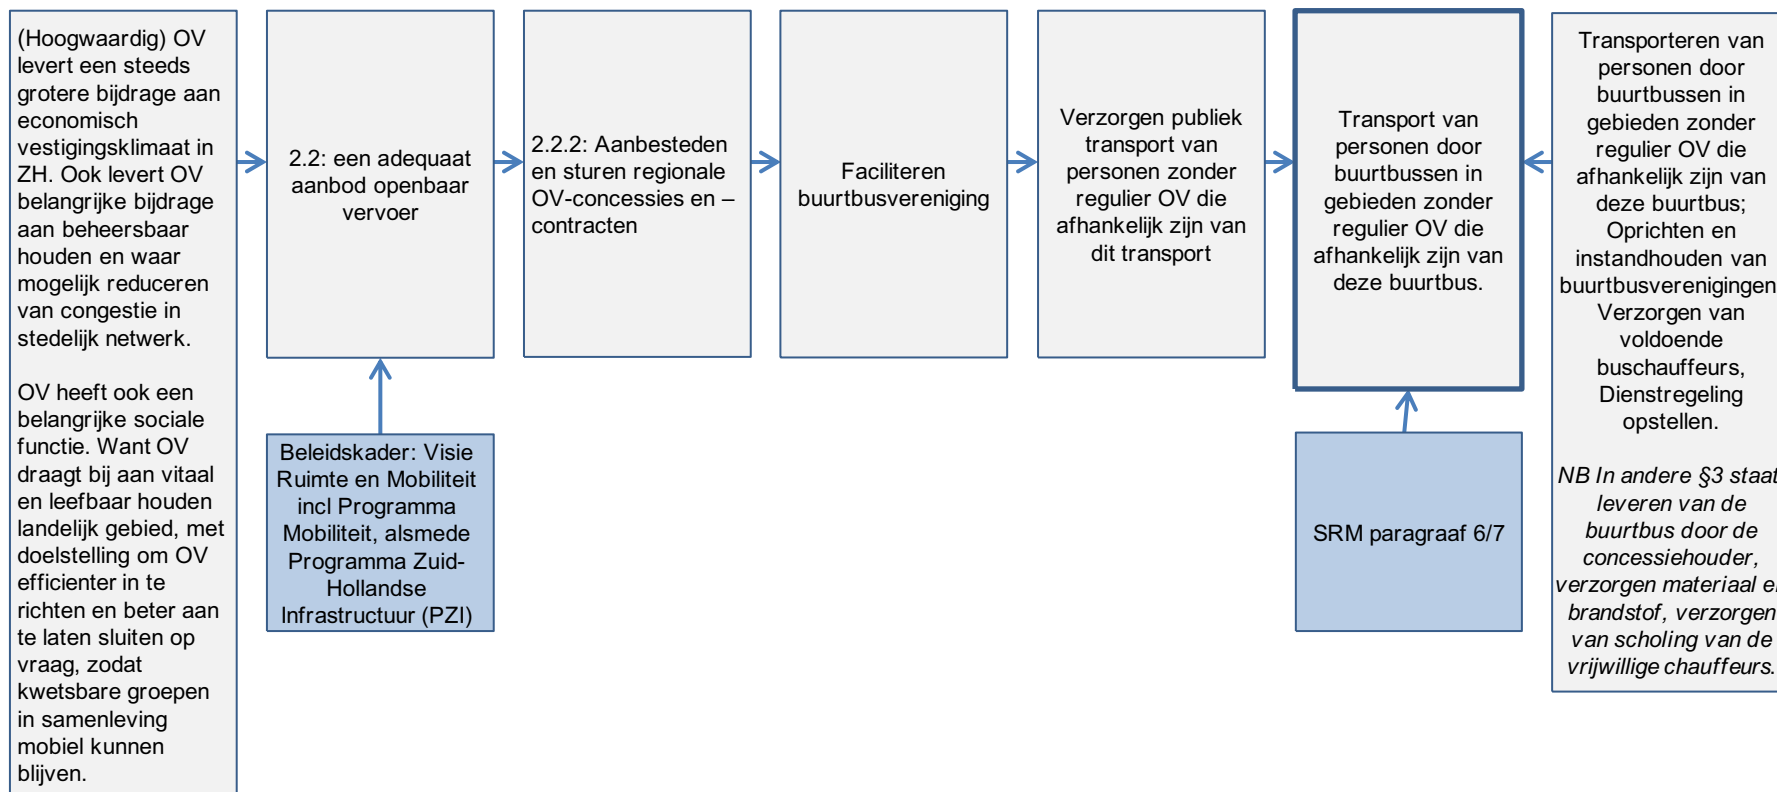 (Hoogwaardig) OV
levert een steeds
grotere bijdrage aan
economisch
vestigingsklimaat in
ZH. Ook levert OV
belangrijke bijdrage
aan beheersbaar
houden en waar
mogelijk reduceren
van congestie in
stedelijk netwerk.
OV heeft ook een
belangrijke sociale
functie. Want OV
draagt bij aan vitaal
en leefbaar houden
landelijk gebied, met
doelstelling om OV
efficienter in te
richten en beter aan
te laten sluiten op
vraag, zodat
kwetsbare groepen
in samenleving
mobiel kunnen
blijven.
2.2: een adequaat
aanbod openbaar
vervoer
Beleidskader: Visie
Ruimte en Mobiliteit
incl Programma
Mobiliteit, alsmede
Programma Zuid-
Hollandse
Infrastructuur (PZI)
2.2.2: Aanbesteden
en sturen regionale
OV-concessies en –
contracten
Faciliteren
buurtbusvereniging
Verzorgen publiek
transport van
personen zonder
regulier OV die
afhankelijk zijn van
dit transport
Transport van
personen door
buurtbussen in
gebieden zonder
regulier OV die
afhankelijk zijn van
deze buurtbus.
SRM paragraaf 6/7
Transporteren van
personen door
buurtbussen in
gebieden zonder
regulier OV die
afhankelijk zijn van
deze buurtbus;
Oprichten en
instandhouden van
buurtbusverenigingen
Verzorgen van
voldoende
buschauffeurs,
Dienstregeling
opstellen.
NB In andere §3 staat
leveren van de
buurtbus door de
concessiehouder,
verzorgen materiaal
brandstof, verzorgen
van scholing van de
vrijwillige chauffeurs.